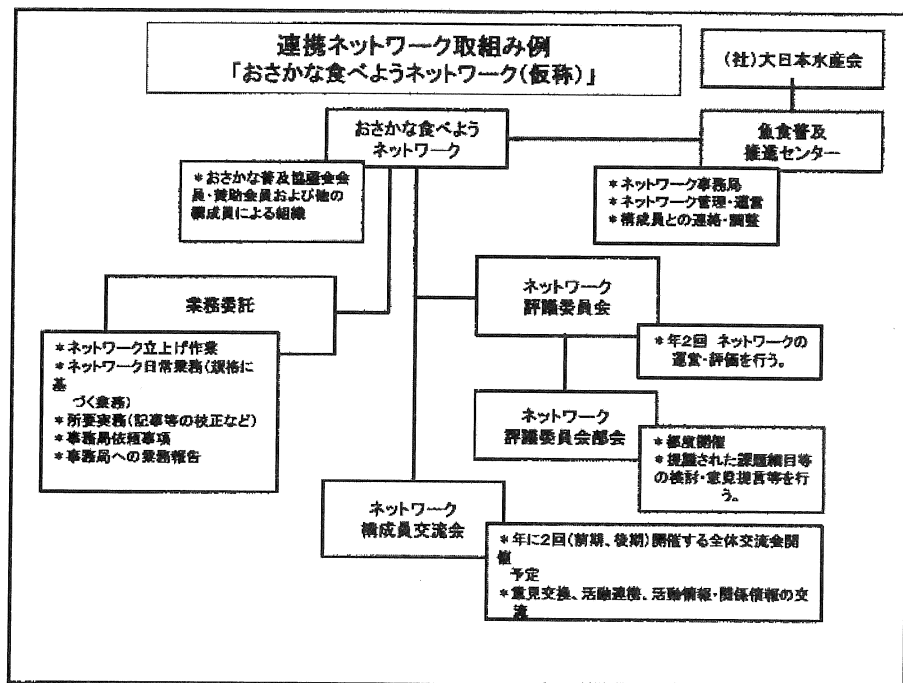 連携ネットワーク取組み例
「おさかな食べようネットワーク(仮称)」
(社)大日本水産会
おさかな食べよう
ネットワーク
魚食普及
推進センター
*おさかな普及協議会会
員・賛助会員および他の
構成員による組織
*ネットワーク事務局
*ネットワーク管理・運営
*構成員との連絡・調整
業務委託
*ネットワーク立上げ作業
*ネットワーク日常業務(規格に
基
づく業務)
*所要実務(記事等の校正など)
*事務局依頼事項
*事務局への業務報告
ネットワーク
評議委員会
*年2回 ネットワークの
運営・評価を行う。
ネットワーク
評議委員会部会
*都度開催
*提議された課題綱目等
の検討・意見提言等を行
う。
ネットワーク
構成員交流会
*年に2回(前期、後期)開催する全体交流会開
催
予定
*意見交換、活動連携、活動情報・関係情報の交
流